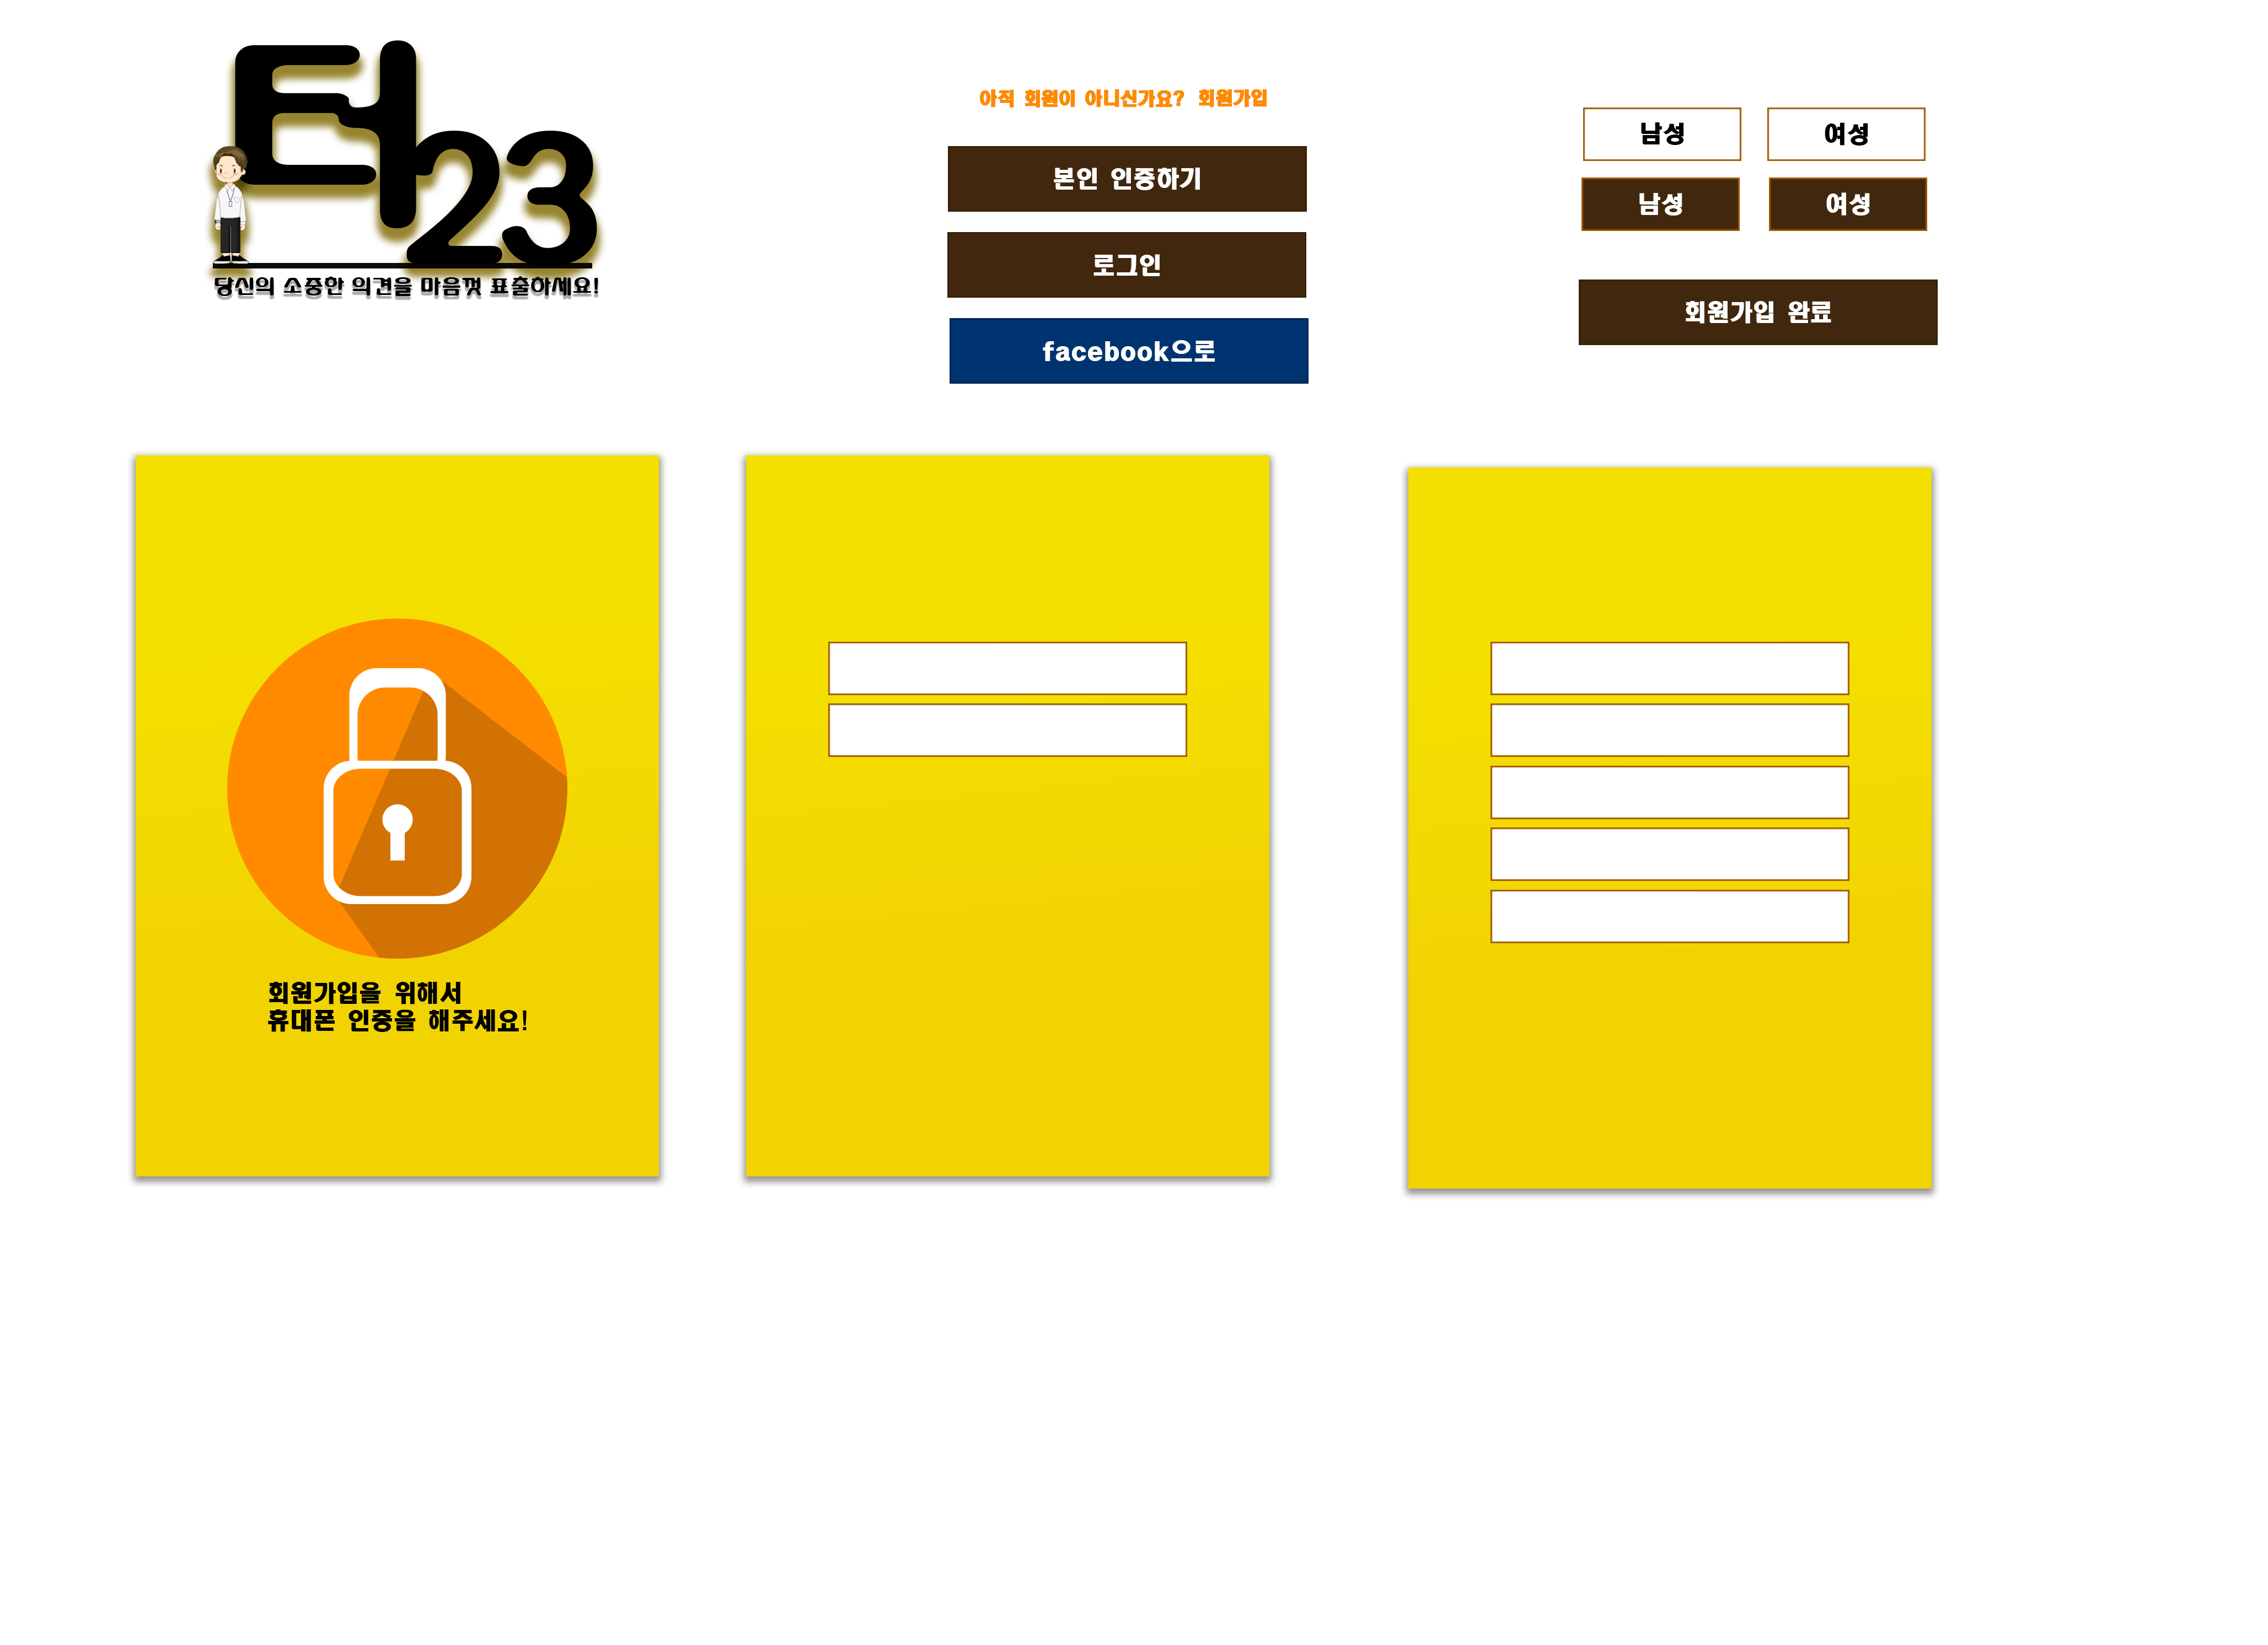 터23
당신의 소중한 의견을 마음껏 표출하세요!
아직 회원이 아니신가요? 회원가입
본인 인증하기
로그인
facebook으로
남성 여성
남성 여성
회원가입 완료
회원가입을 위해서
휴대폰 인증을 해주세요!